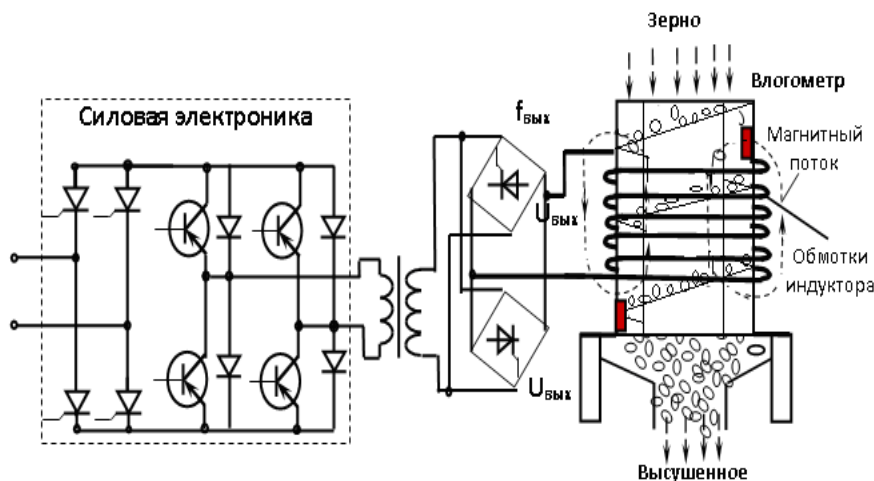 Зерно
Влогометр
Силовая электроника
fвых
Магнитный
поток
Uвых
Обмотки
индуктора
Uвых
Высушенное